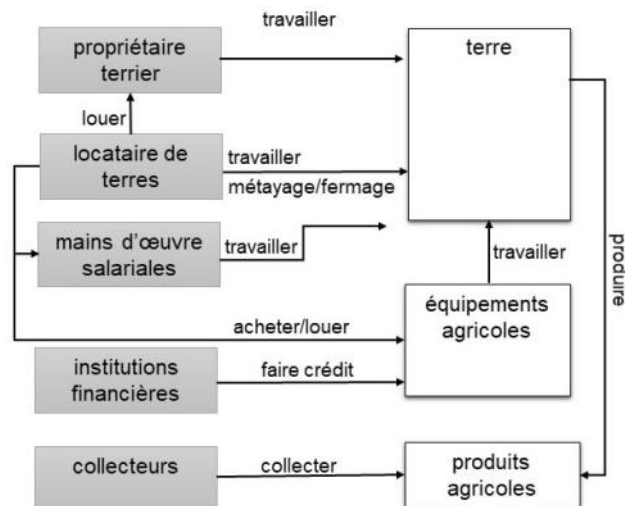 travailler
propriétaire
terrier
terre
louer
locataire de
terres
travailler
métayage/fermage
mains d’œuvre
salariales
travailler
travailler
produire
acheter/louer
équipements
agricoles
institutions
financières
faire crédit
collecteurs
collecter
produits
agricoles